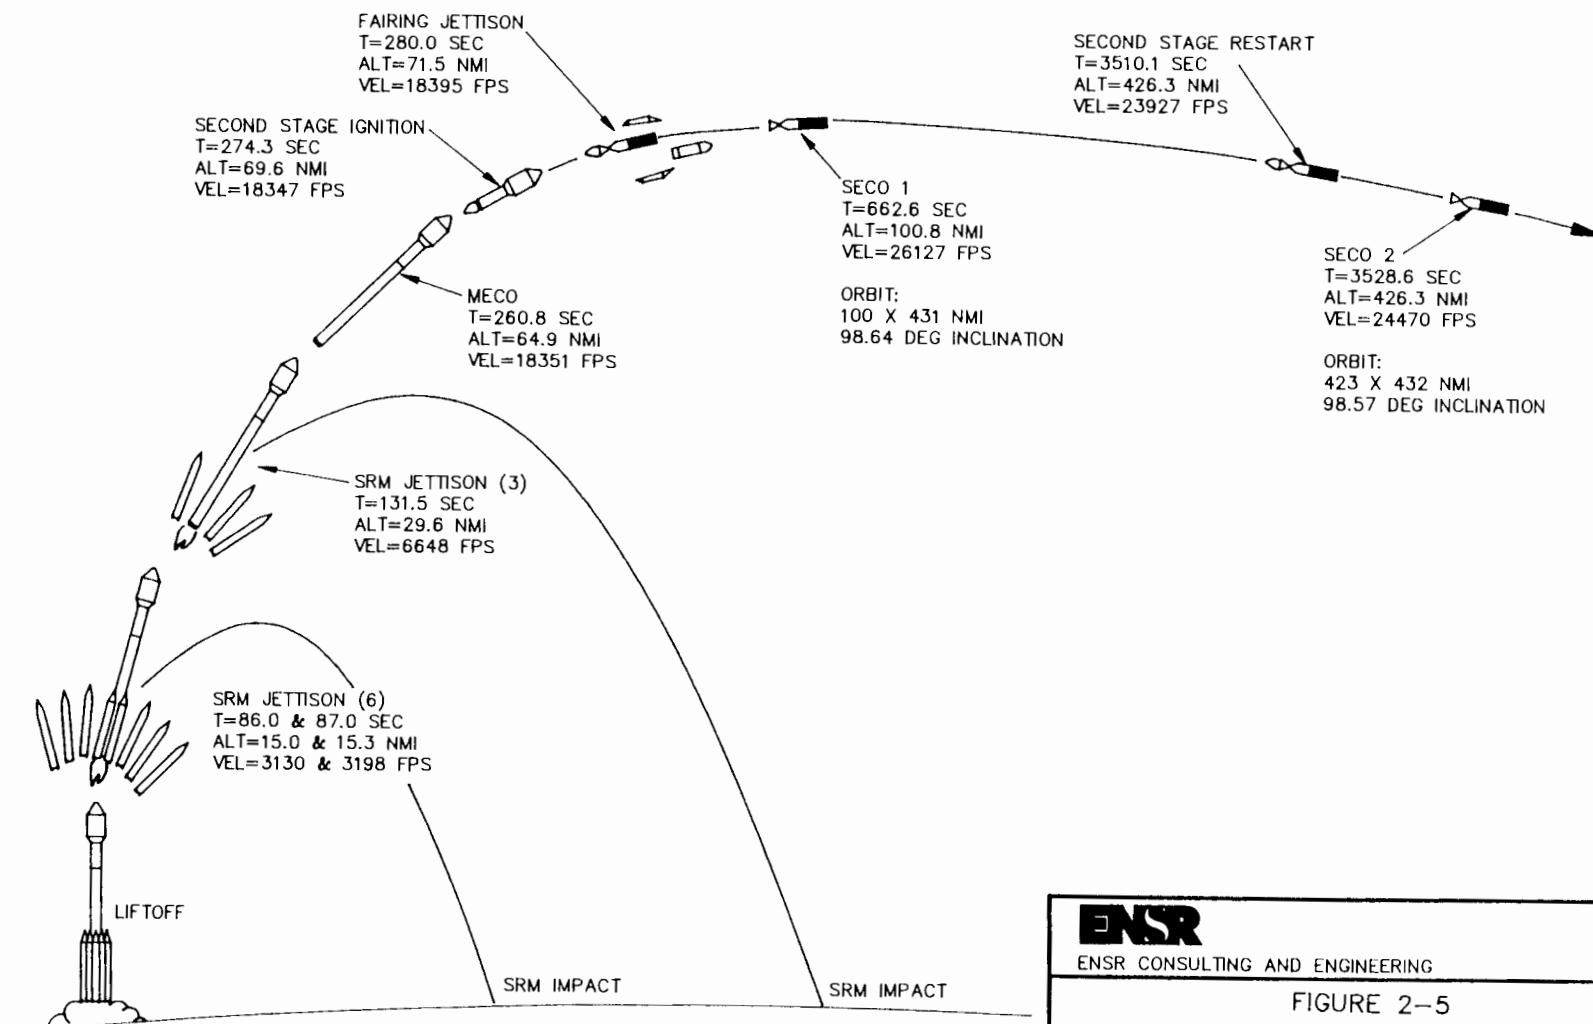 FAIRING JETTISON
T=280.0 SEC
ALT=71.5 NMI
VEL=18395 FPS
SECOND STAGE RESTART
T=3510.1 SEC
ALT=426.3 NMI
VEL=23927 FPS
SECOND STAGE IGNITION
T=274.3 SEC
ALT=69.6 NMI
VEL=18347 FPS
SECO 1
T=662.6 SEC
ALT=100.8 NMI
VEL=26127 FPS
ORBIT:
100 X 431 NMI
98.64 DEG INCLINATION
SECO 2
T=3528.6 SEC
ALT=426.3 NMI
VEL=24470 FPS
ORBIT:
423 X 432 NMI
98.57 DEG INCLINATION
MECO
T=260.8 SEC
ALT=64.9 NMI
VEL=18351 FPS
SRM JETTISON (3)
T=131.5 SEC
ALT=29.6 NMI
VEL=6648 FPS
SRM JETTISON (6)
T=86.0 & 87.0 SEC
ALT=15.0 & 15.3 NMI
VEL=3130 & 3198 FPS
LIFTOFF
SRM IMPACT
SRM IMPACT
ENSR
ENSR CONSULTING AND ENGINEERING
FIGURE 2-5